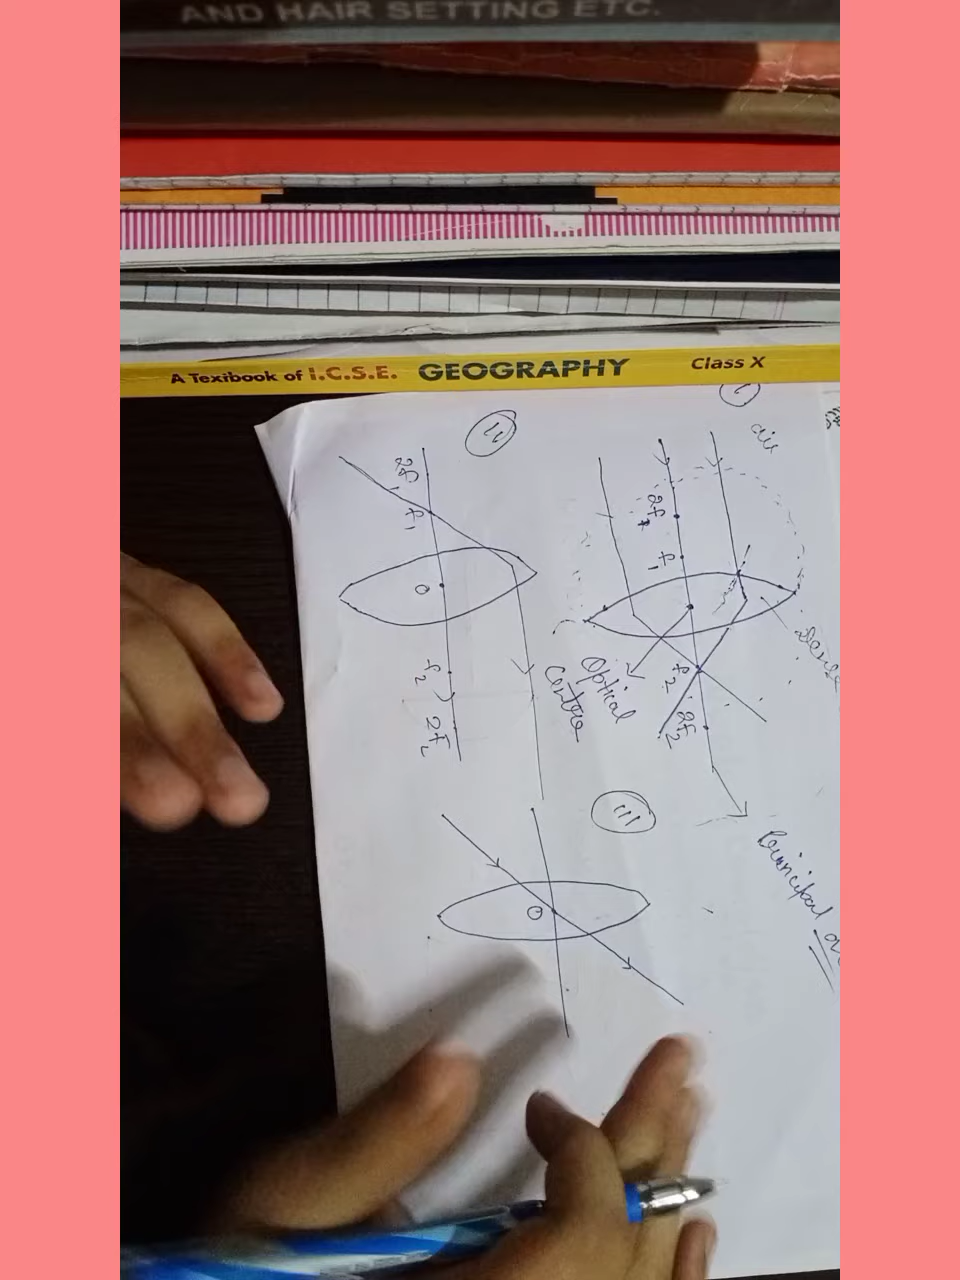 AND HAIR SETTING ETC.
A Texibook of I.C.S.E. GEOGRAPHY Class X
i
air
2f₁
f₁
f₂
2f₂
Optical
Centre
Principal
ii
2f₁
f₁
O
f₂
2f₂
iii
O